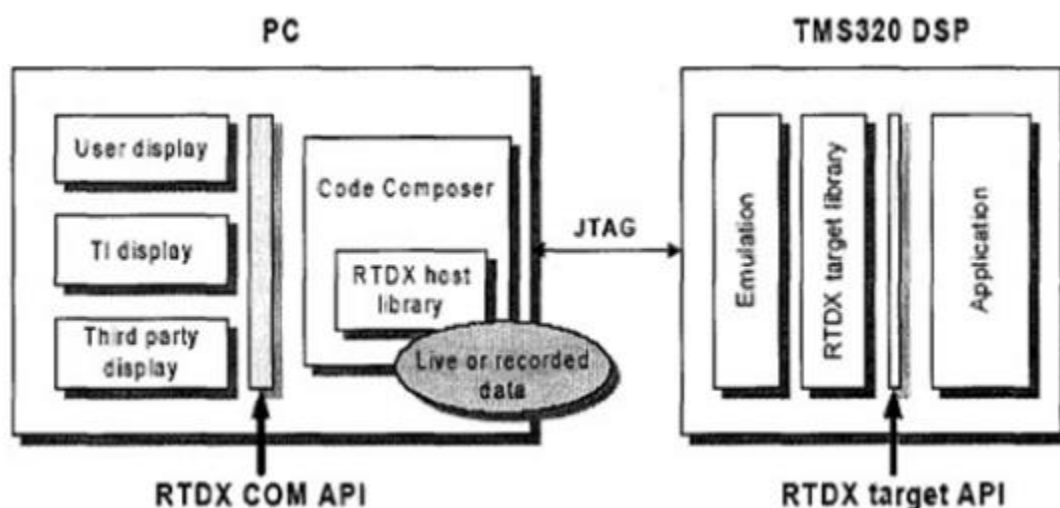 PC
TMS320 DSP
User display
TI display
Third party
display
Code Composer
RTDX host
library
Live or recorded
data
JTAG
Emulation
RTDX target library
Application
RTDX COM API
RTDX target API